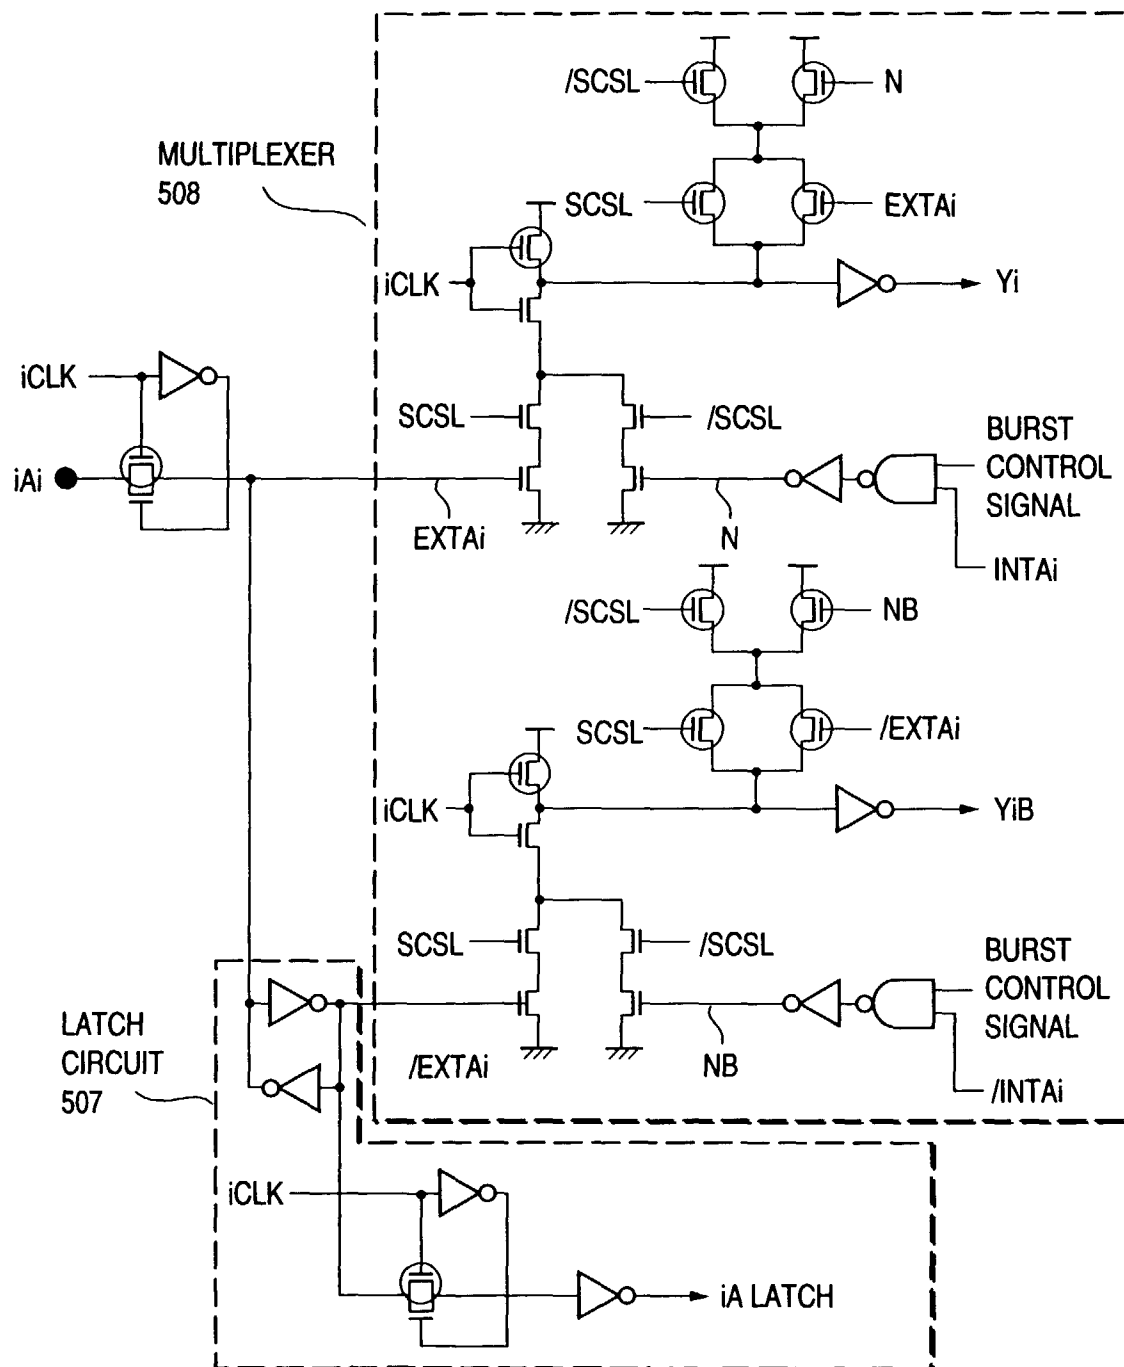 /SCSL
N
MULTIPLEXER
508
SCSL
EXTAi
iCLK
Yi
iCLK
SCSL
/SCSL
BURST
CONTROL
SIGNAL
iAi
EXTAi
N
INTAi
/SCSL
NB
SCSL
/EXTAi
iCLK
YiB
SCSL
/SCSL
BURST
CONTROL
SIGNAL
LATCH
CIRCUIT
507
/EXTAi
NB
/INTAi
iCLK
iA LATCH